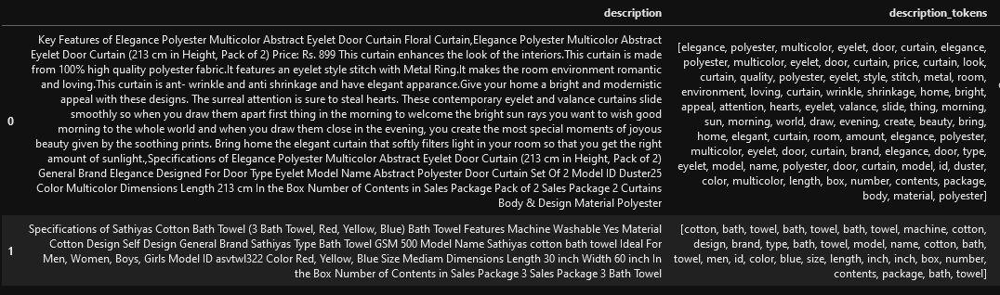 description description_tokens
0
Key Features of Elegance Polyester Multicolor Abstract Eyelet Door Curtain Floral Curtain,Elegance Polyester Multicolor Abstract
Eyelet Door Curtain (213 cm in Height, Pack of 2) Price: Rs. 899 This curtain enhances the look of the interiors.This curtain is made
from 100% high quality polyester fabric.It features an eyelet style stitch with Metal Ring.It makes the room environment romantic
and loving.This curtain is ant- wrinkle and anti shrinkage and have elegant apparance.Give your home a bright and modernistic
appeal with these designs. The surreal attention is sure to steal hearts. These contemporary eyelet and valance curtains slide
smoothly so when you draw them apart first thing in the morning to welcome the bright sun rays you want to wish good
morning to the whole world and when you draw them close in the evening, you create the most special moments of joyous
beauty given by the soothing prints. Bring home the elegant curtain that softly filters light in your room so that you get the right
amount of sunlight.,Specifications of Elegance Polyester Multicolor Abstract Eyelet Door Curtain (213 cm in Height, Pack of 2)
General Brand Elegance Designed For Door Type Eyelet Model Name Abstract Polyester Door Curtain Set Of 2 Model ID Duster25
Color Multicolor Dimensions Length 213 cm In the Box Number of Contents in Sales Package Pack of 2 Sales Package 2 Curtains
Body & Design Material Polyester
[elegance, polyester, multicolor, eyelet, door, curtain, elegance,
polyester, multicolor, eyelet, door, curtain, price, curtain, look,
curtain, quality, polyester, eyelet, style, stitch, metal, room,
environment, loving, curtain, wrinkle, shrinkage, home, bright,
appeal, attention, hearts, eyelet, valance, slide, thing, morning,
sun, morning, world, draw, evening, create, beauty, bring,
home, elegant, curtain, room, amount, elegance, polyester,
multicolor, eyelet, door, curtain, brand, elegance, door, type,
eyelet, model, name, polyester, door, curtain, model, id, duster,
color, multicolor, length, box, number, contents, package,
body, material, polyester]
1
Specifications of Sathiyas Cotton Bath Towel (3 Bath Towel, Red, Yellow, Blue) Bath Towel Features Machine Washable Yes Material
Cotton Design Self Design General Brand Sathiyas Type Bath Towel GSM 500 Model Name Sathiyas cotton bath towel Ideal For
Men, Women, Boys, Girls Model ID asvtwl322 Color Red, Yellow, Blue Size Mediam Dimensions Length 30 inch Width 60 inch In
the Box Number of Contents in Sales Package 3 Sales Package 3 Bath Towel
[cotton, bath, towel, bath, towel, bath, towel, machine, cotton,
design, brand, type, bath, towel, model, name, cotton, bath,
towel, men, id, color, blue, size, length, inch, inch, box, number,
contents, package, bath, towel]